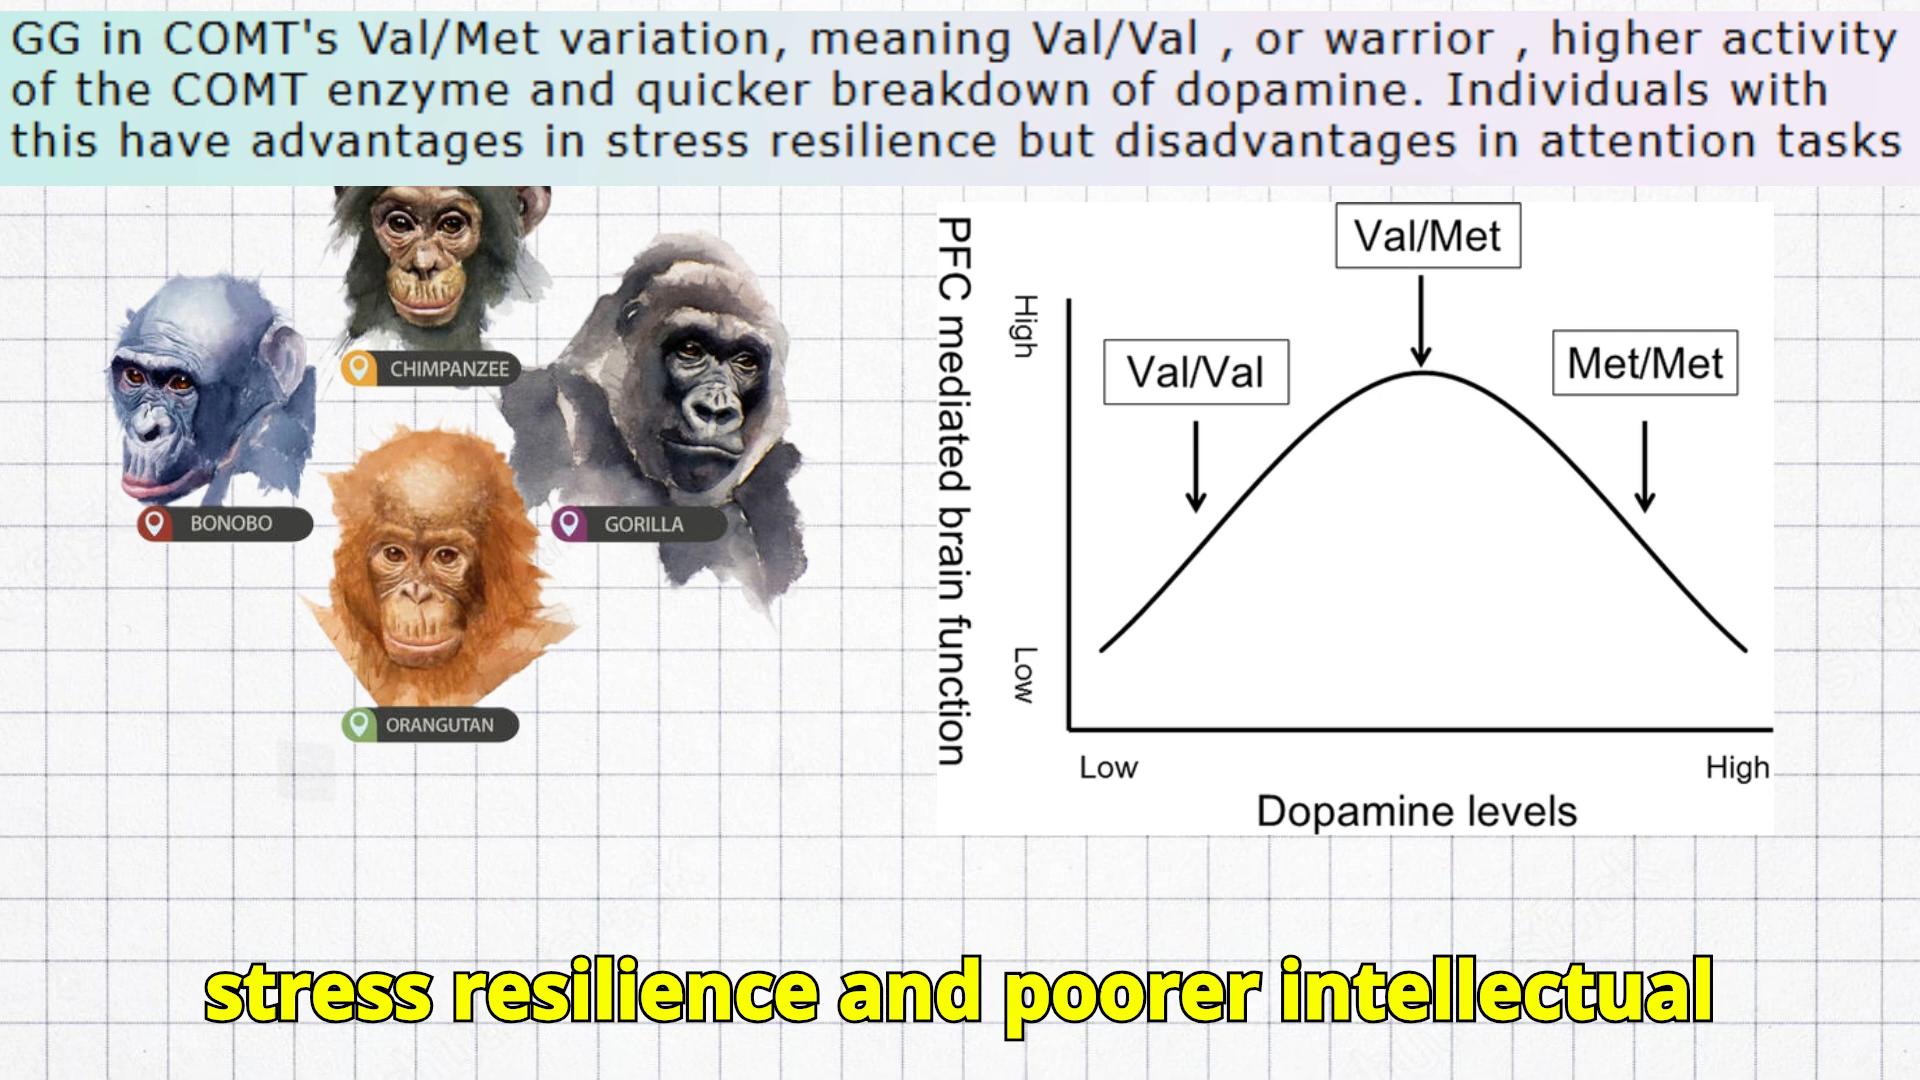 GG in COMT's Val/Met variation, meaning Val/Val , or warrior , higher activity
of the COMT enzyme and quicker breakdown of dopamine. Individuals with
this have advantages in stress resilience but disadvantages in attention tasks
CHIMPANZEE
BONOBO
GORILLA
ORANGUTAN
PFC mediated brain function
High
Low
Val/Met
Val/Val
Met/Met
Low
High
Dopamine levels
stress resilience and poorer intellectual